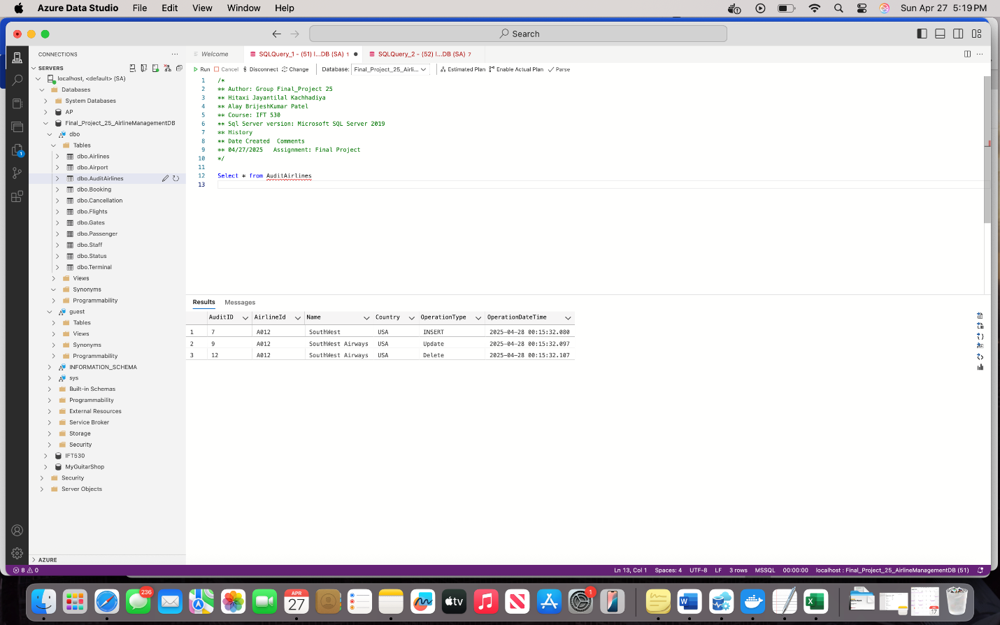 Azure Data Studio File Edit View Window Help Sun Apr 27 5:19 PM
Search
CONNECTIONS
Welcome
SQLQuery_1 - (51) l...DB (SA) 1
SQLQuery_2 - (52) l...DB (SA) 7
SERVERS
Run Cancel Disconnect Change Database: Final_Project_25_Airli... Estimated Plan Enable Actual Plan Parse
localhost, <default> (SA)
Databases
System Databases
AP
Final_Project_25_AirlineManagementDB
dbo
Tables
dbo.Airlines
dbo.Airport
dbo.AuditAirlines
dbo.Booking
dbo.Cancellation
dbo.Flights
dbo.Gates
dbo.Passenger
dbo.Staff
dbo.Status
dbo.Terminal
Views
Synonyms
Programmability
guest
Tables
Views
Synonyms
Programmability
INFORMATION_SCHEMA
sys
Built-in Schemas
Programmability
External Resources
Service Broker
Storage
Security
IFT530
MyGuitarShop
Security
Server Objects
AZURE
1 /*
2 ** Author: Group Final_Project 25
3 ** Hitaxi Jayantilal Kachhadiya
4 ** Alay BrijeshKumar Patel
5 ** Course: IFT 530
6 ** Sql Server version: Microsoft SQL Server 2019
7 ** History
8 ** Date Created Comments
9 ** 04/27/2025 Assignment: Final Project
10 */
11
12 Select * from AuditAirlines
13
Results Messages
AuditID AirlineId Name Country OperationType OperationDateTime
1 7 A012 SouthWest USA INSERT 2025-04-28 00:15:32.080
2 9 A012 SouthWest Airways USA Update 2025-04-28 00:15:32.097
3 12 A012 SouthWest Airways USA Delete 2025-04-28 00:15:32.107
1
8 0 Ln 13, Col 1 Spaces: 4 UTF-8 LF 3 rows MSSQL 00:00:00 localhost : Final_Project_25_AirlineManagementDB (51)
236
APR
27
tv
1
W
X
17